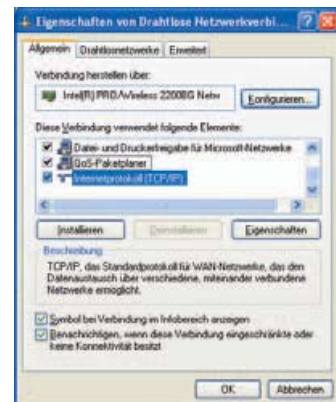 Eigenschaften von Drahtlose Netzwerkverbi...
Allgemein Drahtlosnetzwerke Erweitert
Verbindung herstellen über:
Intel(R) PRO/Wireless 2200BG Netw
Konfigurieren...
Diese Verbindung verwendet folgende Elemente:
Datei- und Druckerfreigabe für Microsoft-Netzwerke
QoS-Paketplaner
Internetprotokoll (TCP/IP)
Installieren Deinstallieren Eigenschaften
Beschreibung
TCP/IP, das Standardprotokoll für WAN-Netzwerke, das den
Datenaustausch über verschiedene, miteinander verbundene
Netzwerke ermöglicht.
Symbol bei Verbindung im Infobereich anzeigen
Benachrichtigen, wenn diese Verbindung eingeschränkte oder
keine Konnektivität besitzt
OK Abbrechen